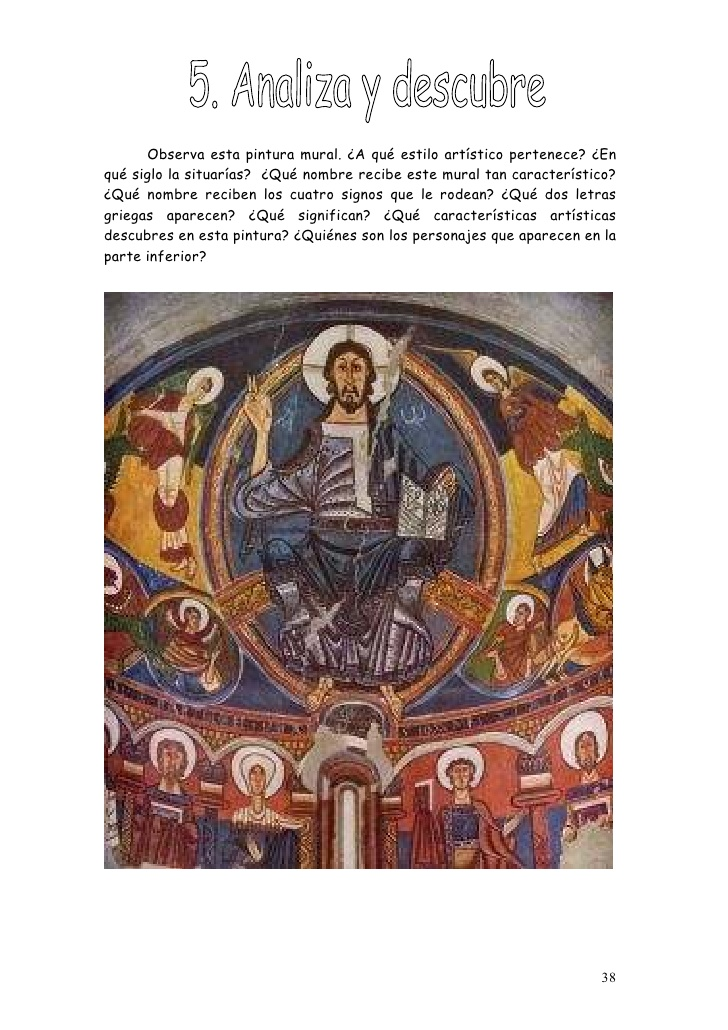 5. Analiza y descubre
Observa esta pintura mural. ¿A qué estilo artístico pertenece? ¿En
qué siglo la situarías? ¿Qué nombre recibe este mural tan característico?
¿Qué nombre reciben los cuatro signos que le rodean? ¿Qué dos letras
griegas aparecen? ¿Qué significan? ¿Qué características artísticas
descubres en esta pintura? ¿Quiénes son los personajes que aparecen en la
parte inferior?
38